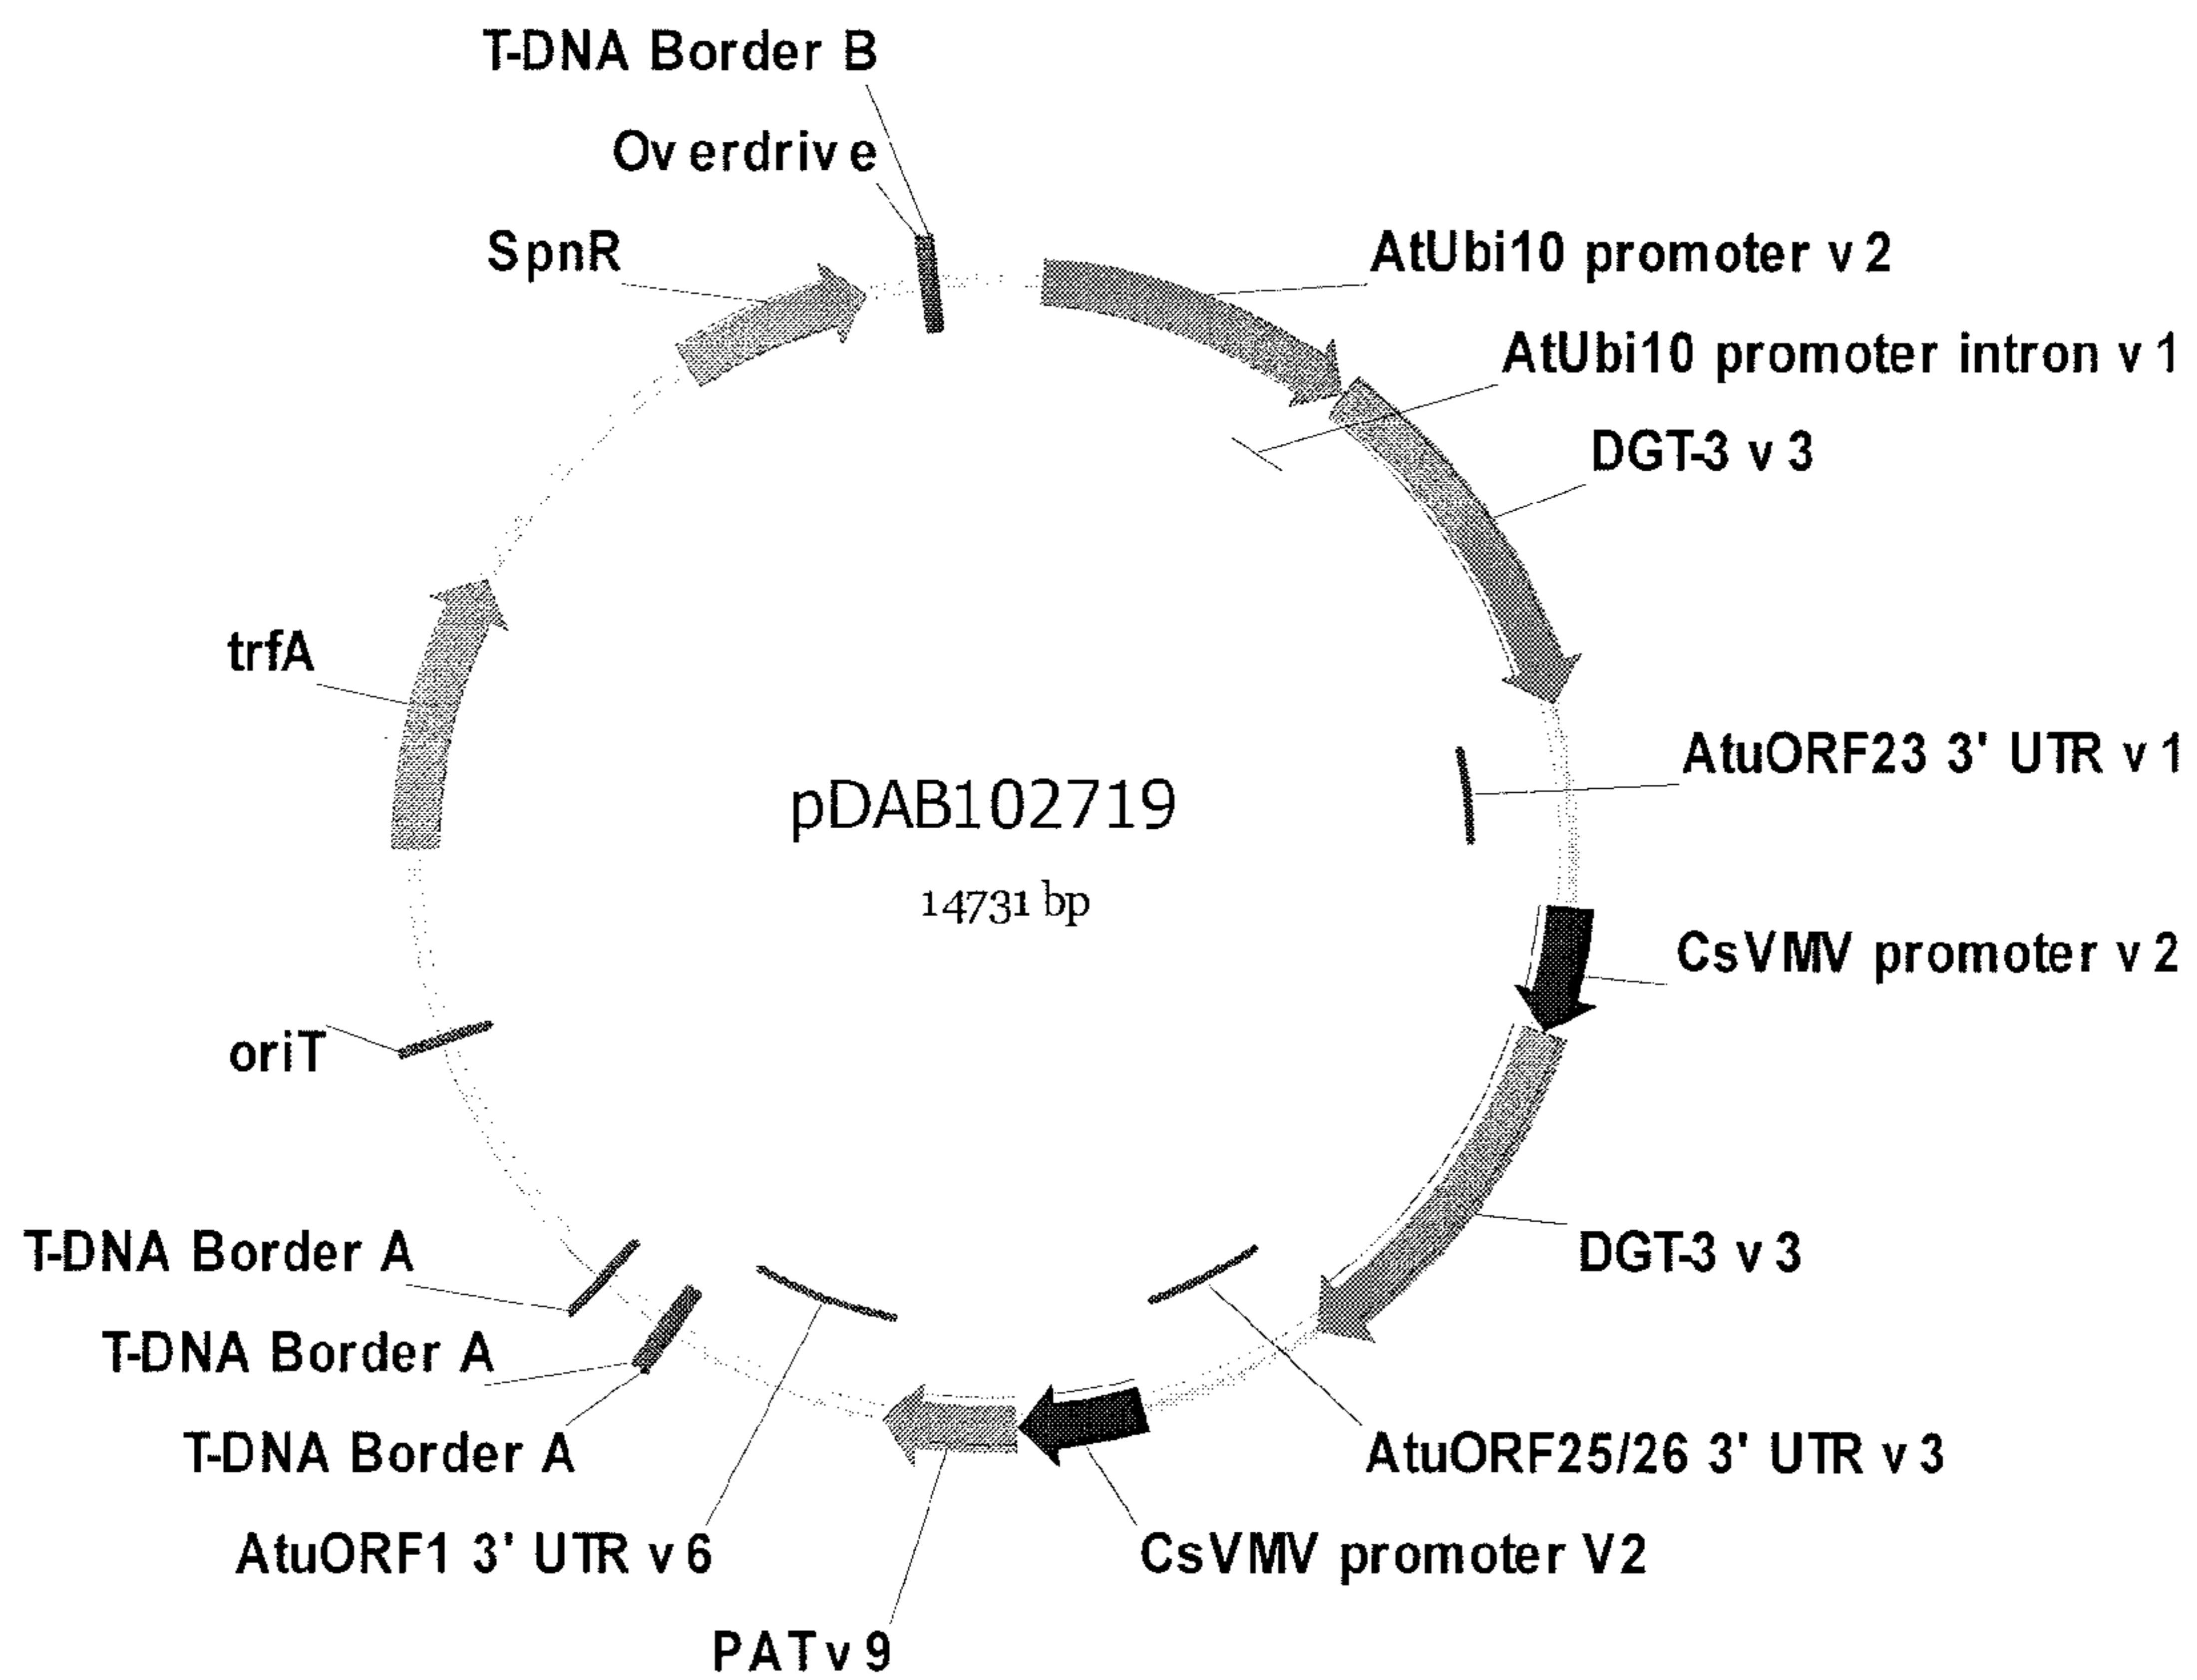 T-DNA Border B
Overdrive
SpnR
AtUbi10 promoter v 2
AtUbi10 promoter intron v 1
DGT-3 v 3
trfA
AtuORF23 3' UTR v 1
pDAB102719
14731 bp
CsVMV promoter v 2
oriT
T-DNA Border A
DGT-3 v 3
T-DNA Border A
T-DNA Border A
AtuORF25/26 3' UTR v 3
AtuORF1 3' UTR v 6
CsVMV promoter V2
PAT v 9